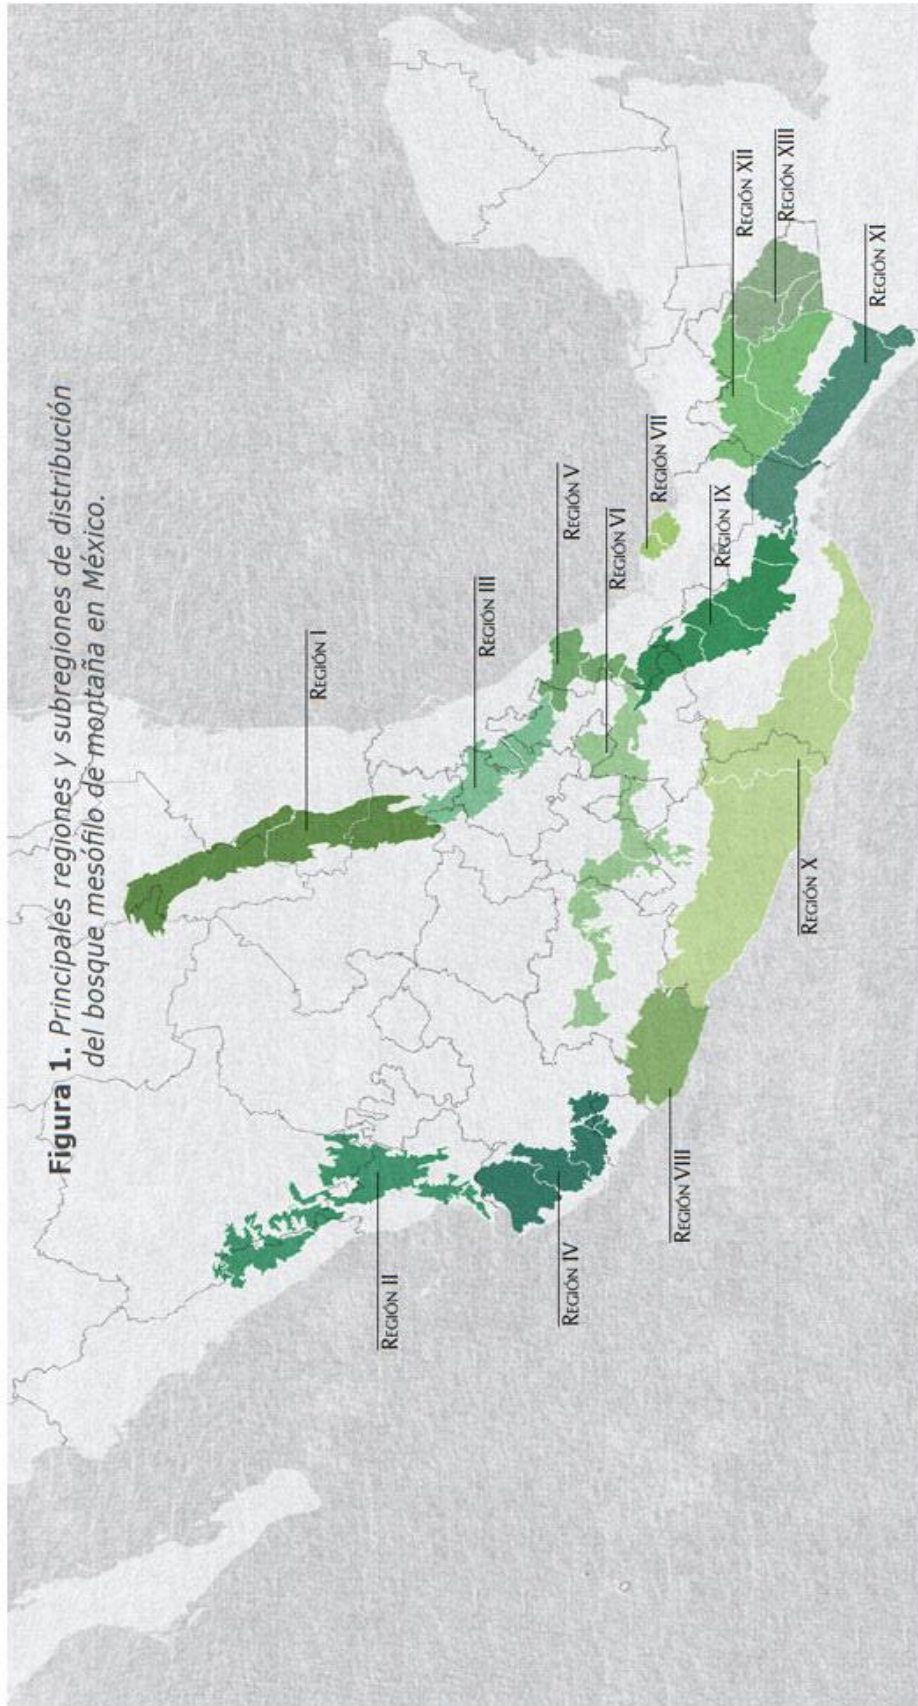 Figura 1. Principales regiones y subregiones de distribución
del bosque mesófilo de montaña en México.
Región I
Región II
Región III
Región IV
Región V
Región VI
Región VII
Región VIII
Región IX
Región X
Región XI
Región XII
Región XIII